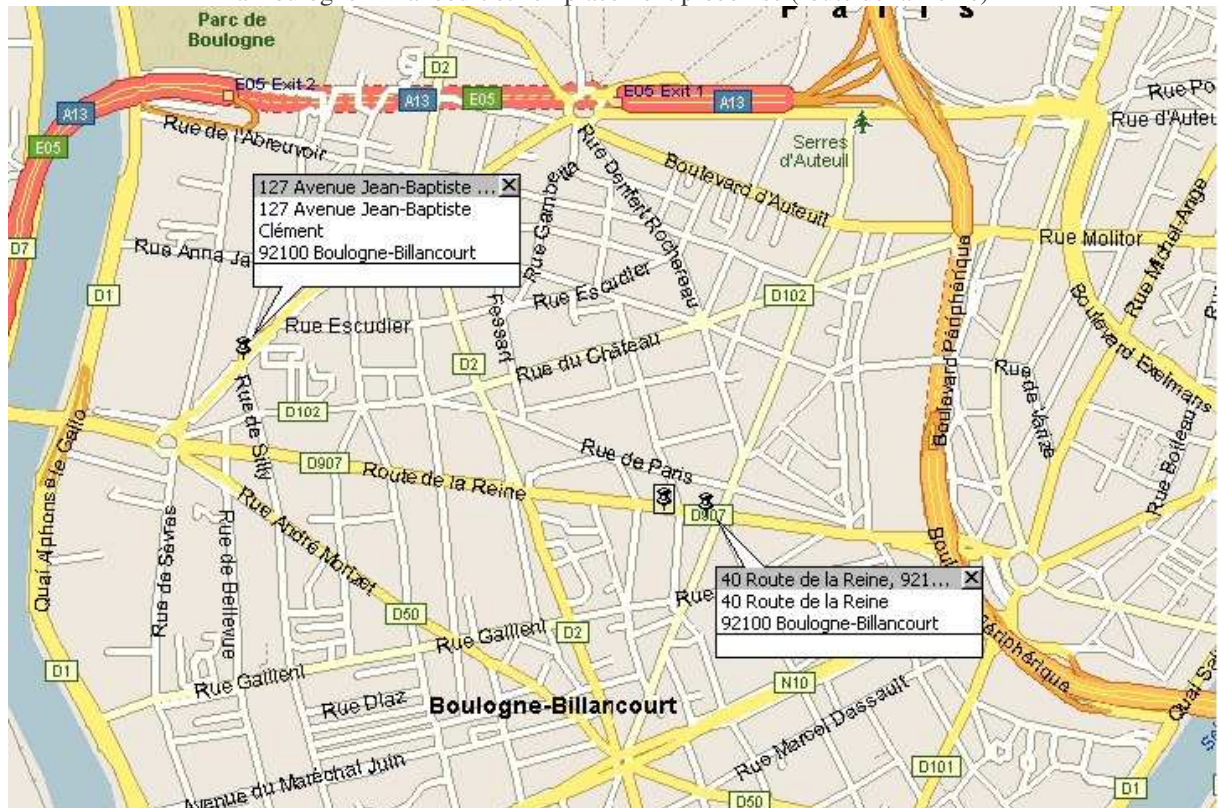 P a r i s
Parc de
Boulogne
D2
E05 Exit 2
E05 Exit 1
A13
E05
A13
A13
Rue d'Auteu
Rue de l'Abreuvoir
E05
Serres
d'Auteuil
Rue Gambetta
Rue Denfert Rochereau
Boulevard d'Auteuil
127 Avenue Jean-Baptiste ...
127 Avenue Jean-Baptiste
Clément
92100 Boulogne-Billancourt
Rue Michel-Ange
D7
Rue Anna Ja
Boulevard Périphérique
Rue Molitor
D1
Rue Escudier
D102
Rue Escudier
Fessart
Boulevard Exelmans
D2
Rue du Château
Rue de Varize
D102
Rue de Silly
Quai Alphonse le Gallo
Rue de Paris
Rue Boileau
D907
Route de la Reine
D907
Rue André Morizet
Rue de Sèvres
Rue de Bellevue
40 Route de la Reine, 921...
40 Route de la Reine
92100 Boulogne-Billancourt
Rue
D50
Rue Gallieni
D2
Périphérique
D1
Rue Gallieni
N10
Rue Diaz
Boulogne-Billancourt
Rue Marcel Dassault
Avenue du Maréchal Juin
D101
D1
D50